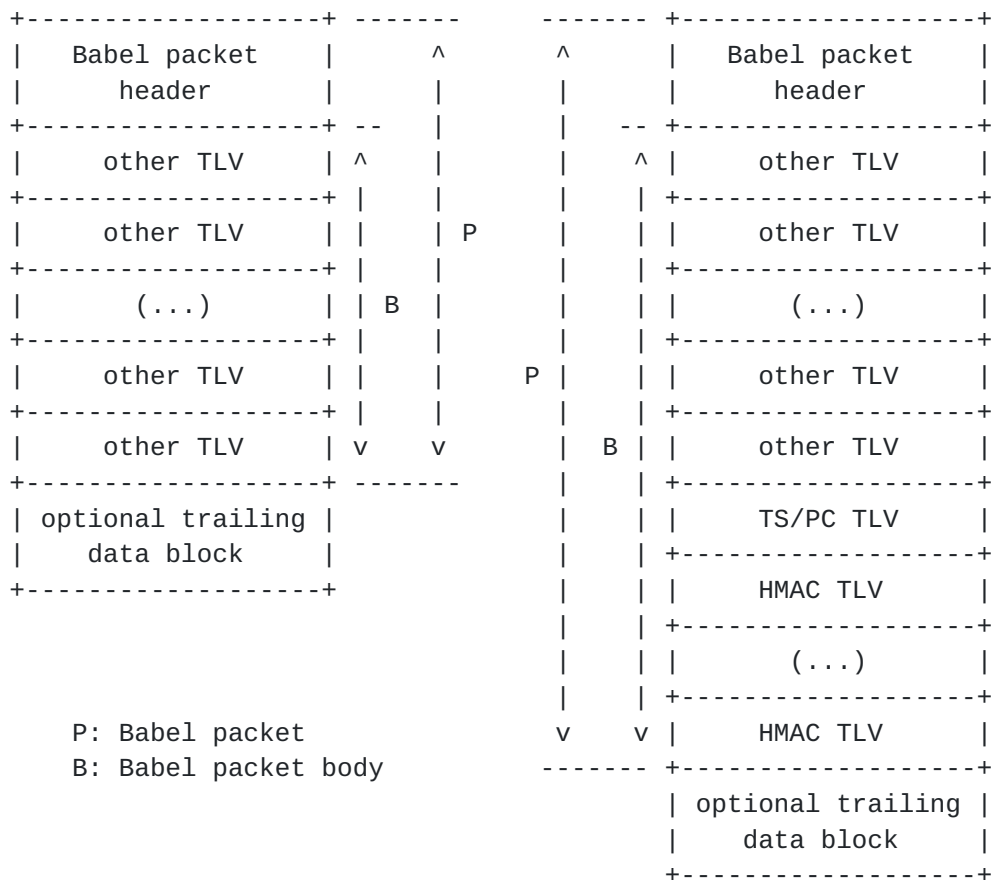 +-------------------+ -------     ------- +-------------------+
|   Babel packet    |      ^       ^      |   Babel packet    |
|      header       |      |       |      |      header       |
+-------------------+ --   |       |   -- +-------------------+
|     other TLV     | ^    |       |    ^ |     other TLV     |
+-------------------+ |    |       |    | +-------------------+
|     other TLV     | |    | P     |    | |     other TLV     |
+-------------------+ |    |       |    | +-------------------+
|       (...)       | | B  |       |    | |       (...)       |
+-------------------+ |    |       |    | +-------------------+
|     other TLV     | |    |     P |    | |     other TLV     |
+-------------------+ |    |       |    | +-------------------+
|     other TLV     | v    v       |  B | |     other TLV     |
+-------------------+ -------      |    | +-------------------+
| optional trailing |              |    | |     TS/PC TLV     |
|    data block     |              |    | +-------------------+
+-------------------+              |    | |     HMAC TLV      |
                                   |    | +-------------------+
                                   |    | |       (...)       |
                                   |    | +-------------------+
    P: Babel packet                v    v |     HMAC TLV      |
    B: Babel packet body          ------- +-------------------+
                                          | optional trailing |
                                          |    data block     |
                                          +-------------------+